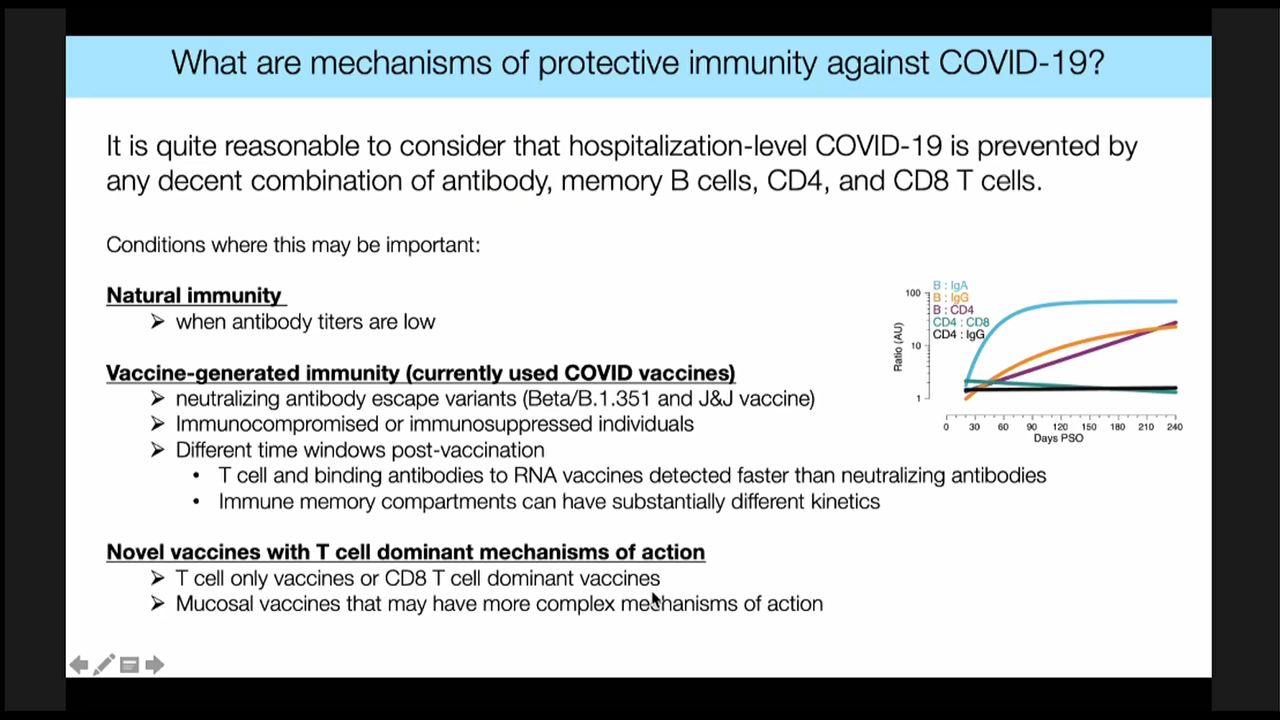 What are mechanisms of protective immunity against COVID-19?
It is quite reasonable to consider that hospitalization-level COVID-19 is prevented by
any decent combination of antibody, memory B cells, CD4, and CD8 T cells.
Conditions where this may be important:
Natural immunity
➢ when antibody titers are low
Vaccine-generated immunity (currently used COVID vaccines)
➢ neutralizing antibody escape variants (Beta/B.1.351 and J&J vaccine)
➢ Immunocompromised or immunosuppressed individuals
➢ Different time windows post-vaccination
• T cell and binding antibodies to RNA vaccines detected faster than neutralizing antibodies
• Immune memory compartments can have substantially different kinetics
Novel vaccines with T cell dominant mechanisms of action
➢ T cell only vaccines or CD8 T cell dominant vaccines
➢ Mucosal vaccines that may have more complex mechanisms of action
B : IgA
B : IgG
B : CD4
CD4 : CD8
CD4 : IgG
Ratio (AU)
100
10
1
0 30 60 90 120 150 180 210 240
Days PSO